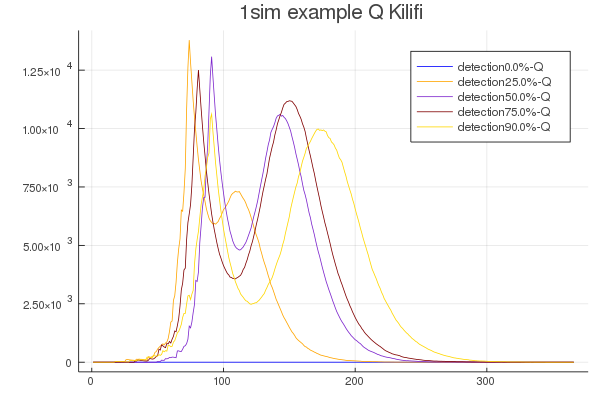 1sim example Q Kilifi
1.25×10 4
1.00×10 4
7.50×10 3
5.00×10 3
2.50×10 3
0
0 100 200 300
detection0.0%-Q
detection25.0%-Q
detection50.0%-Q
detection75.0%-Q
detection90.0%-Q